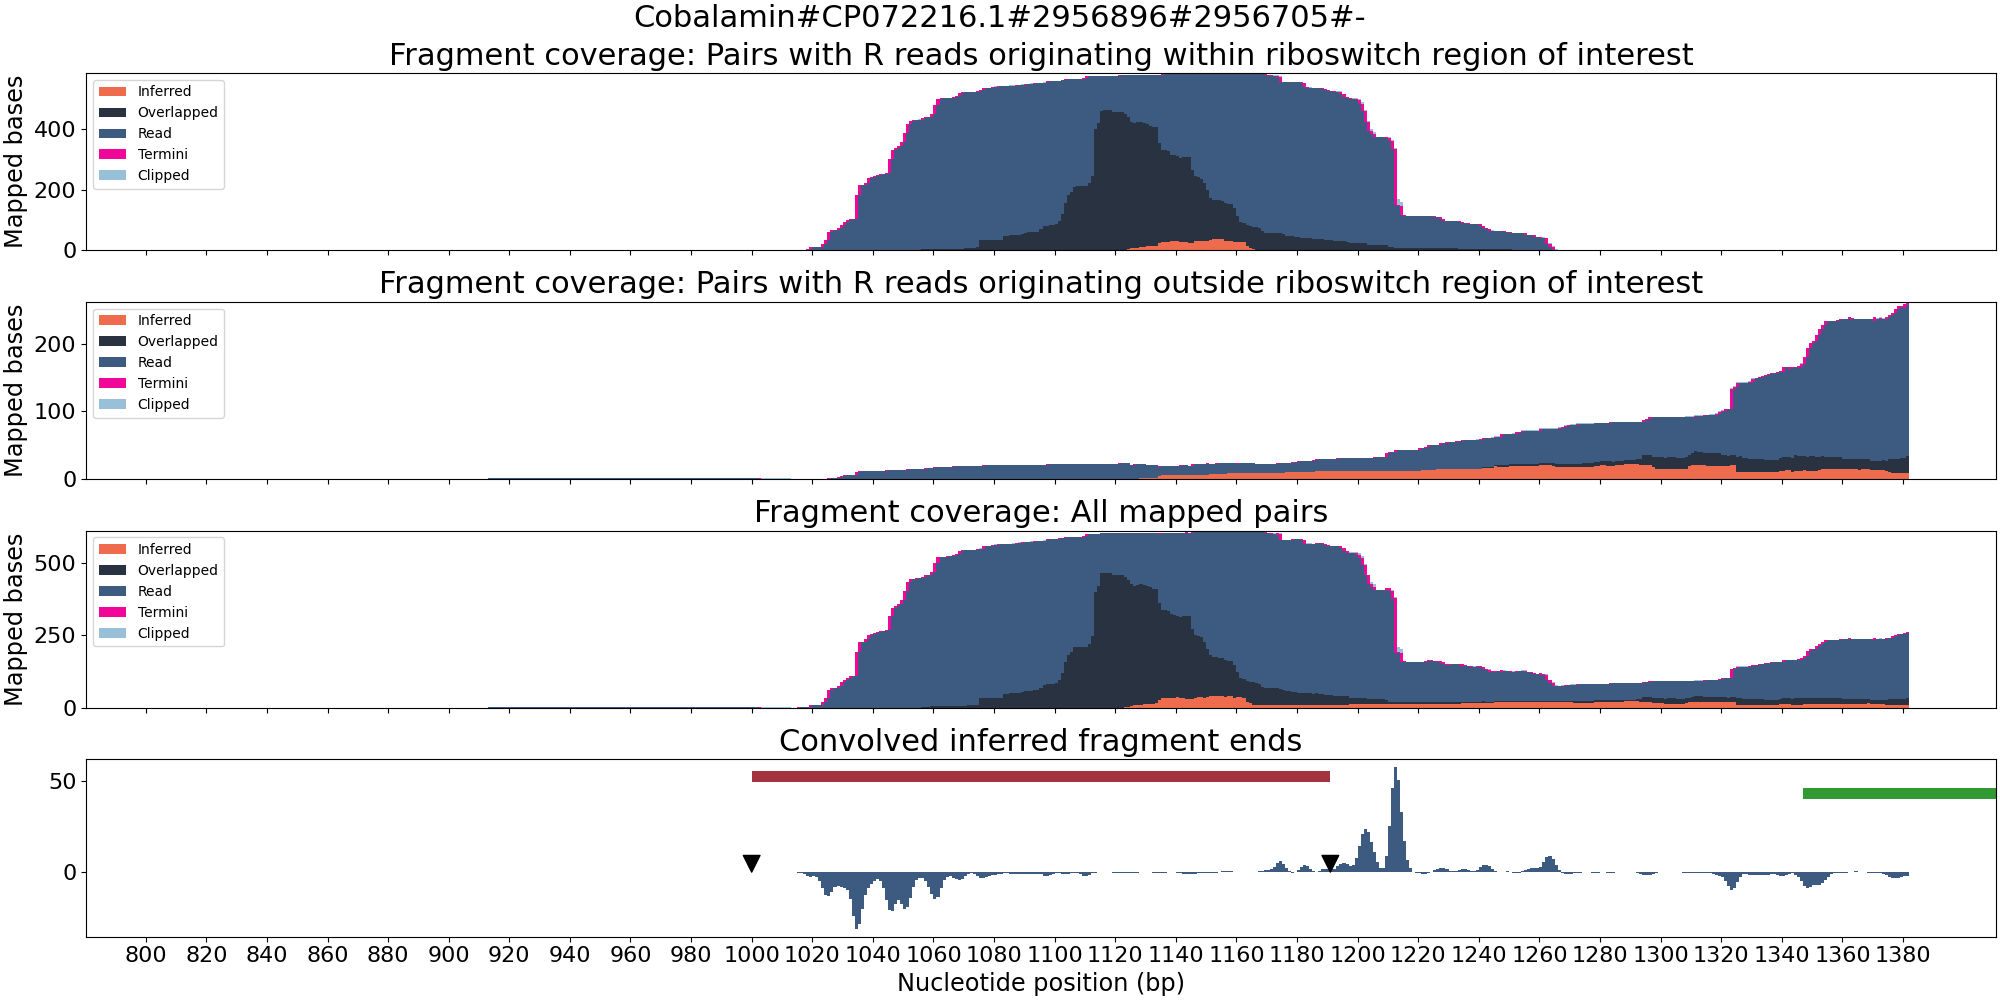 Cobalamin#CP072216.1#2956896#2956705#-
Fragment coverage: Pairs with R reads originating within riboswitch region of interest
Mapped bases
400
200
0
Inferred
Overlapped
Read
Termini
Clipped
Fragment coverage: Pairs with R reads originating outside riboswitch region of interest
Mapped bases
200
100
0
Inferred
Overlapped
Read
Termini
Clipped
Fragment coverage: All mapped pairs
Mapped bases
500
250
0
Inferred
Overlapped
Read
Termini
Clipped
Convolved inferred fragment ends
50
0
800 820 840 860 880 900 920 940 960 980 1000 1020 1040 1060 1080 1100 1120 1140 1160 1180 1200 1220 1240 1260 1280 1300 1320 1340 1360 1380
Nucleotide position (bp)